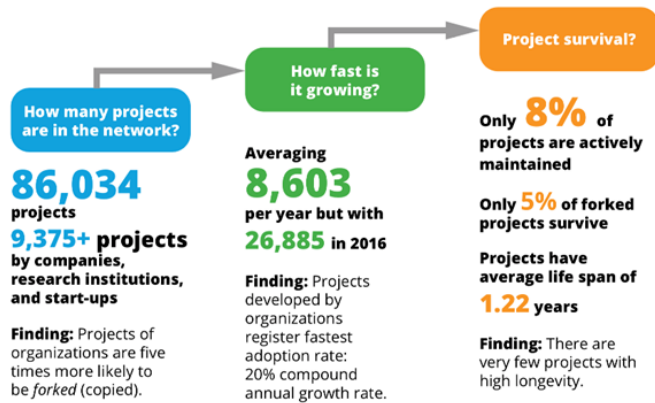 How many projects
are in the network?
86,034
projects
9,375+ projects
by companies,
research institutions,
and start-ups
Finding: Projects of
organizations are five
times more likely to
be forked (copied).
How fast is
it growing?
Averaging
8,603
per year but with
26,885 in 2016
Finding: Projects
developed by
organizations
register fastest
adoption rate:
20% compound
annual growth rate.
Project survival?
Only 8% of
projects are actively
maintained
Only 5% of forked
projects survive
Projects have
average life span of
1.22 years
Finding: There are
very few projects with
high longevity.